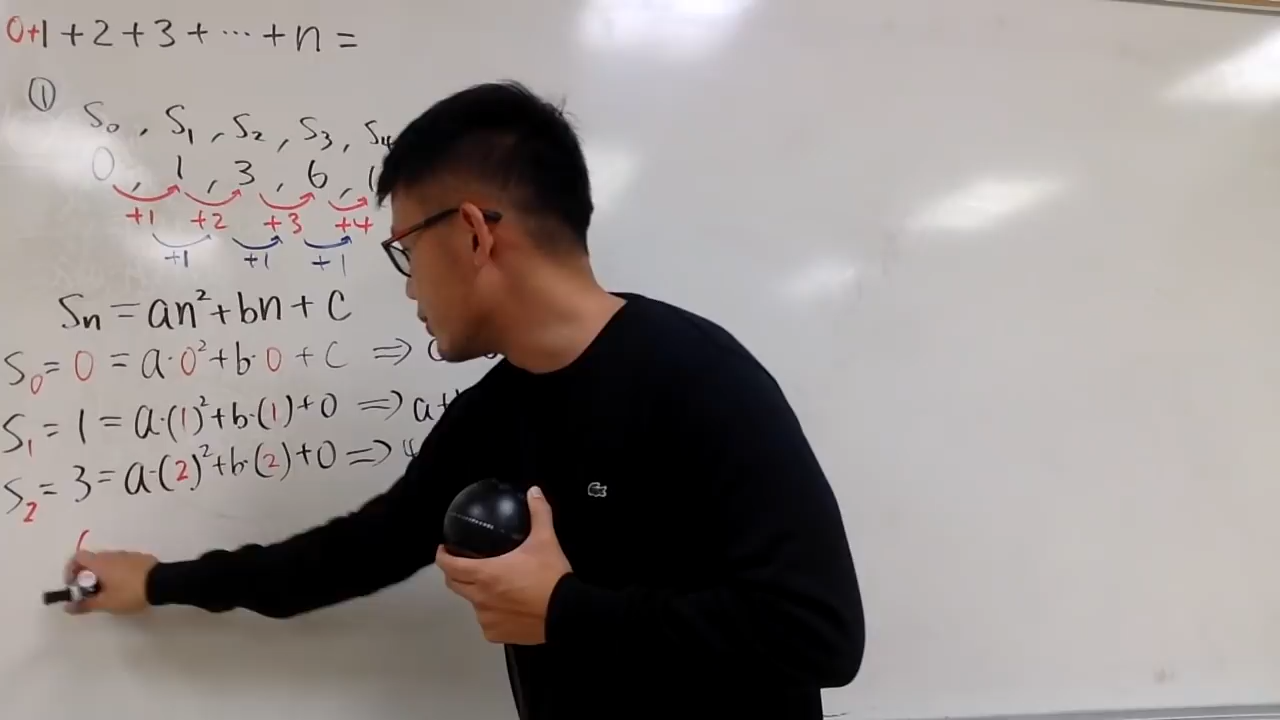 0+1+2+3+⋯+n=
①
S₀, S₁, S₂, S₃, S₄
0, 1, 3, 6, 1
+1 +2 +3 +4
+1 +1 +1
Sn = an²+bn+c
S₀ = 0 = a·0²+b·0+c ⟹
S₁ = 1 = a·(1)²+b·(1)+0 ⟹ a+
S₂ = 3 = a·(2)²+b·(2)+0 ⟹ 4
(